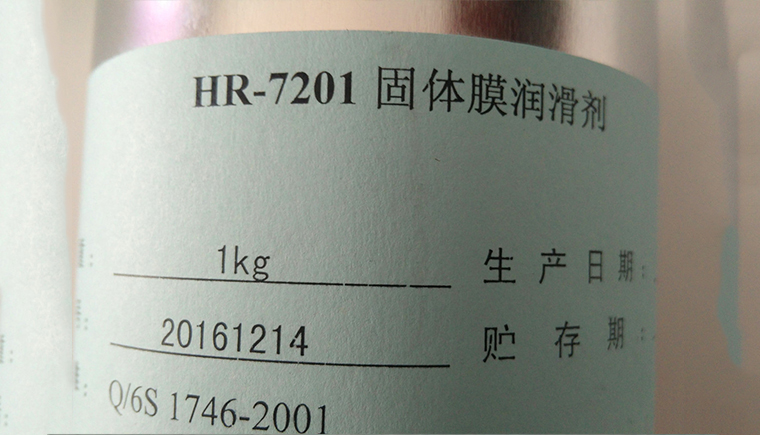 HR-7201 固体膜润滑剂
1kg 生产日期:
20161214 贮存期:
Q/6S 1746-2001